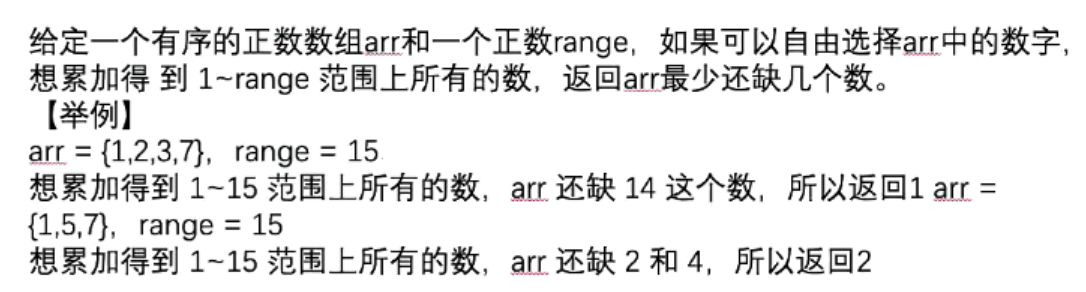 给定一个有序的正数数组arr和一个正数range，如果可以自由选择arr中的数字，
想累加得 到 1~range 范围上所有的数，返回arr最少还缺几个数。
【举例】
arr = {1,2,3,7}，range = 15
想累加得到 1~15 范围上所有的数，arr 还缺 14 这个数，所以返回1 arr =
{1,5,7}，range = 15
想累加得到 1~15 范围上所有的数，arr 还缺 2 和 4，所以返回2